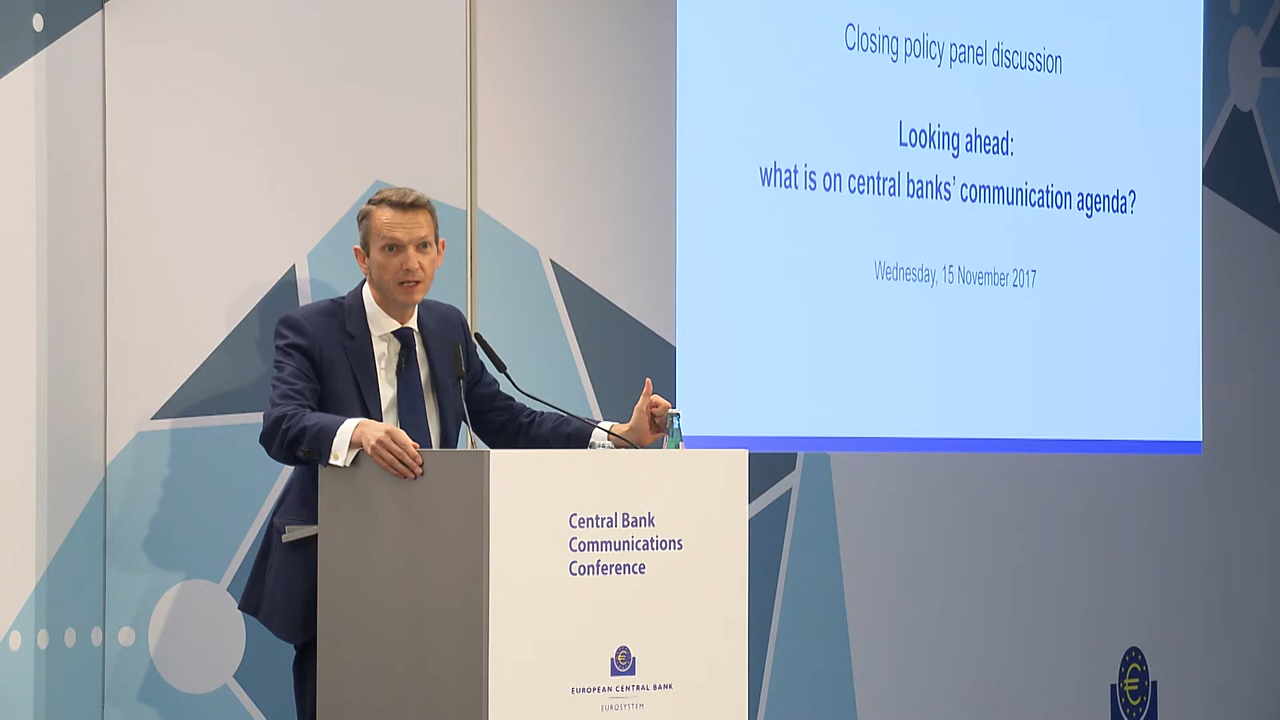 Closing policy panel discussion
Looking ahead:
what is on central banks' communication agenda?
Wednesday, 15 November 2017
Central Bank
Communications
Conference
€
EUROPEAN CENTRAL BANK
EUROSYSTEM
€